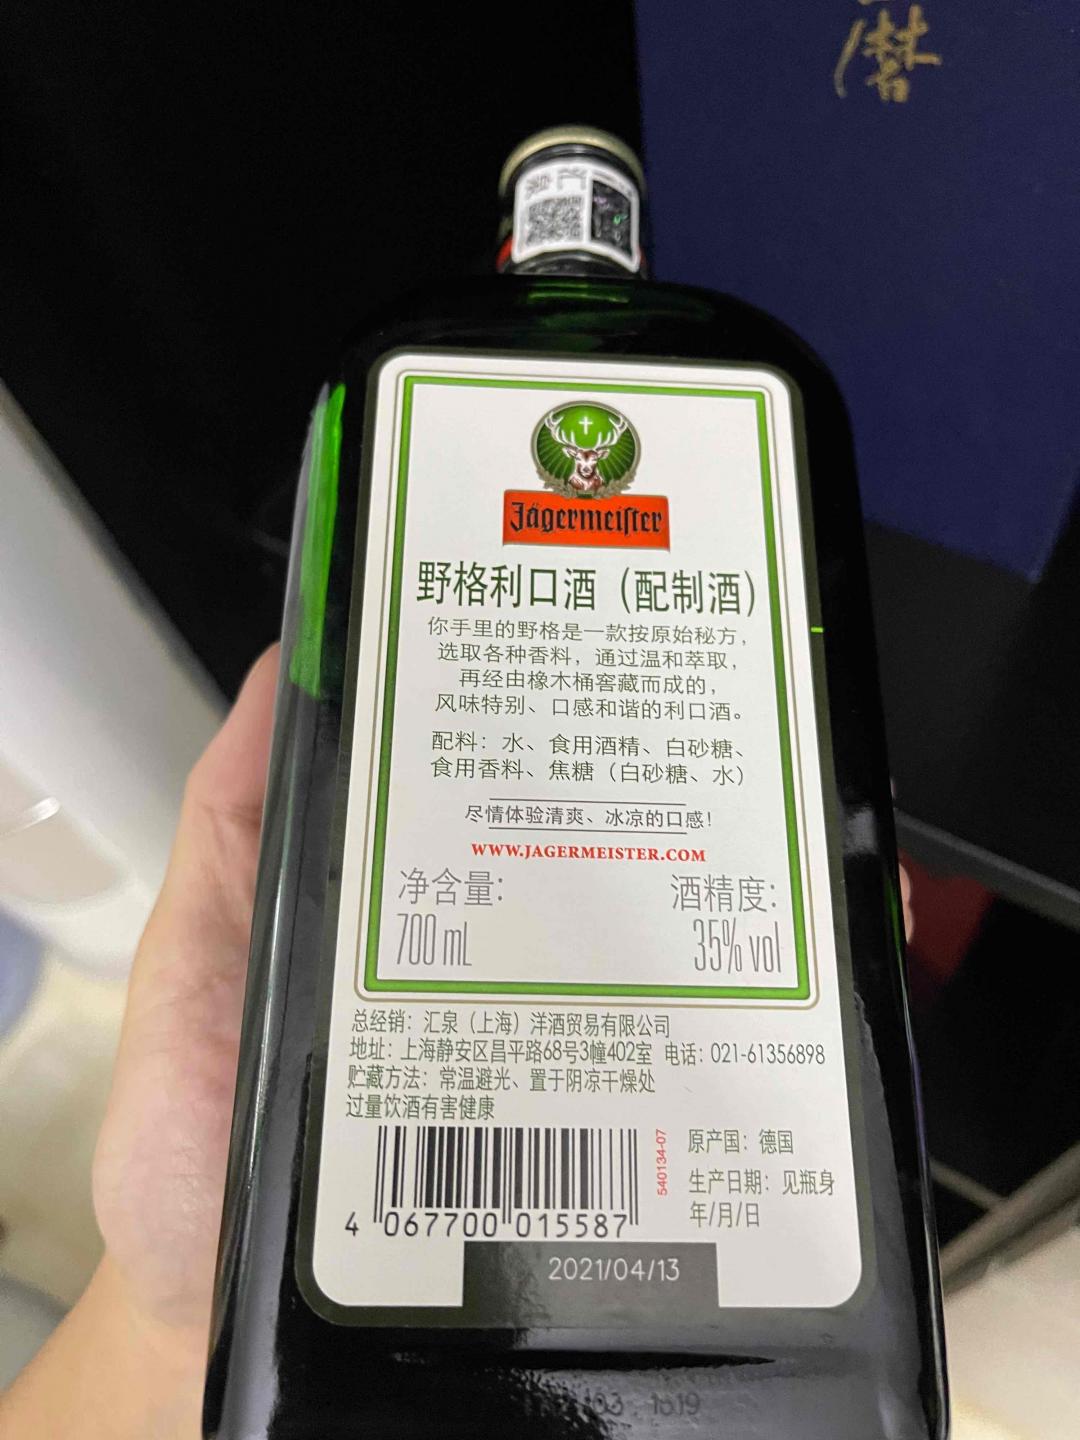 磨
Jägermeister
野格利口酒（配制酒）
你手里的野格是一款按原始秘方，
选取各种香料，通过温和萃取，
再经由橡木桶窖藏而成的，
风味特别、口感和谐的利口酒。
配料：水、食用酒精、白砂糖、
食用香料、焦糖（白砂糖、水）
尽情体验清爽、冰凉的口感！
WWW.JAGERMEISTER.COM
净含量：
700 mL
酒精度：
35% vol
总经销：汇泉（上海）洋酒贸易有限公司
地址：上海静安区昌平路68号3幢402室 电话：021-61356898
贮藏方法：常温避光、置于阴凉干燥处
过量饮酒有害健康
540134-07
原产国：德国
生产日期：见瓶身
年/月/日
4 067700 015587
2021/04/13